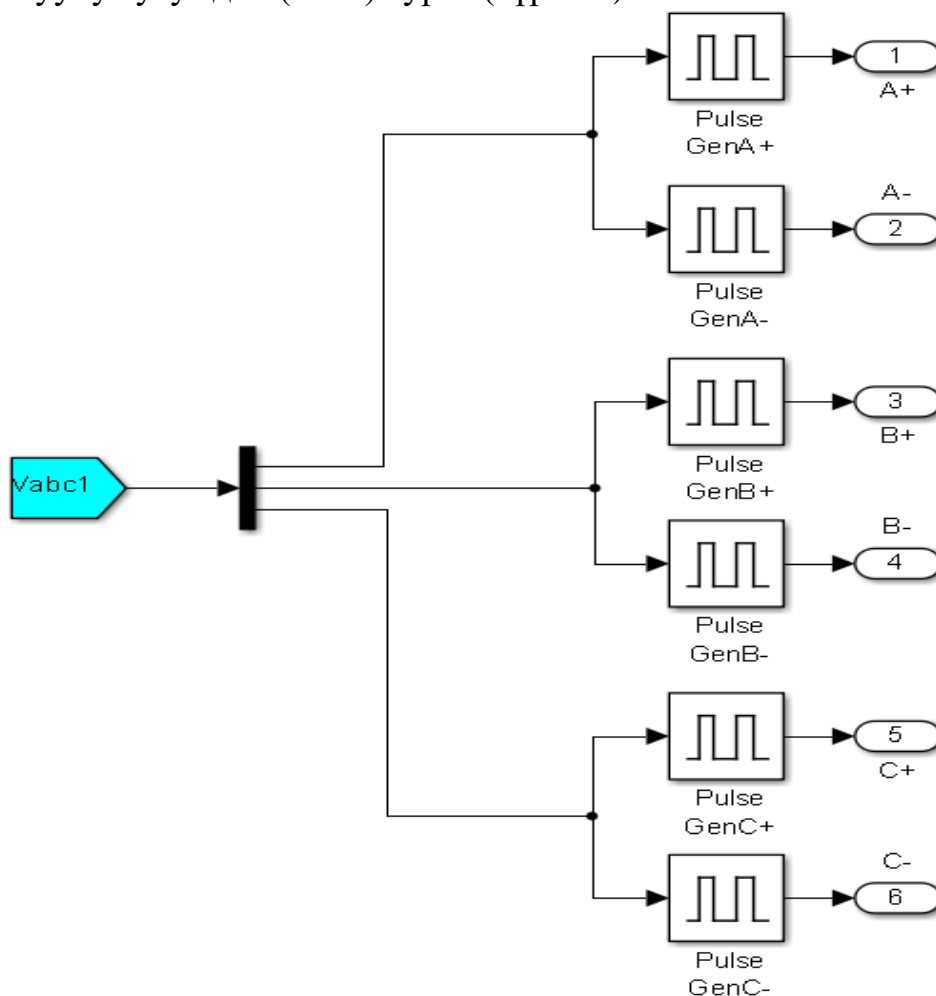 1
A+
Pulse
GenA+
A-
2
Pulse
GenA-
3
B+
Pulse
GenB+
Vabc1
B-
4
Pulse
GenB-
5
C+
Pulse
GenC+
C-
6
Pulse
GenC-